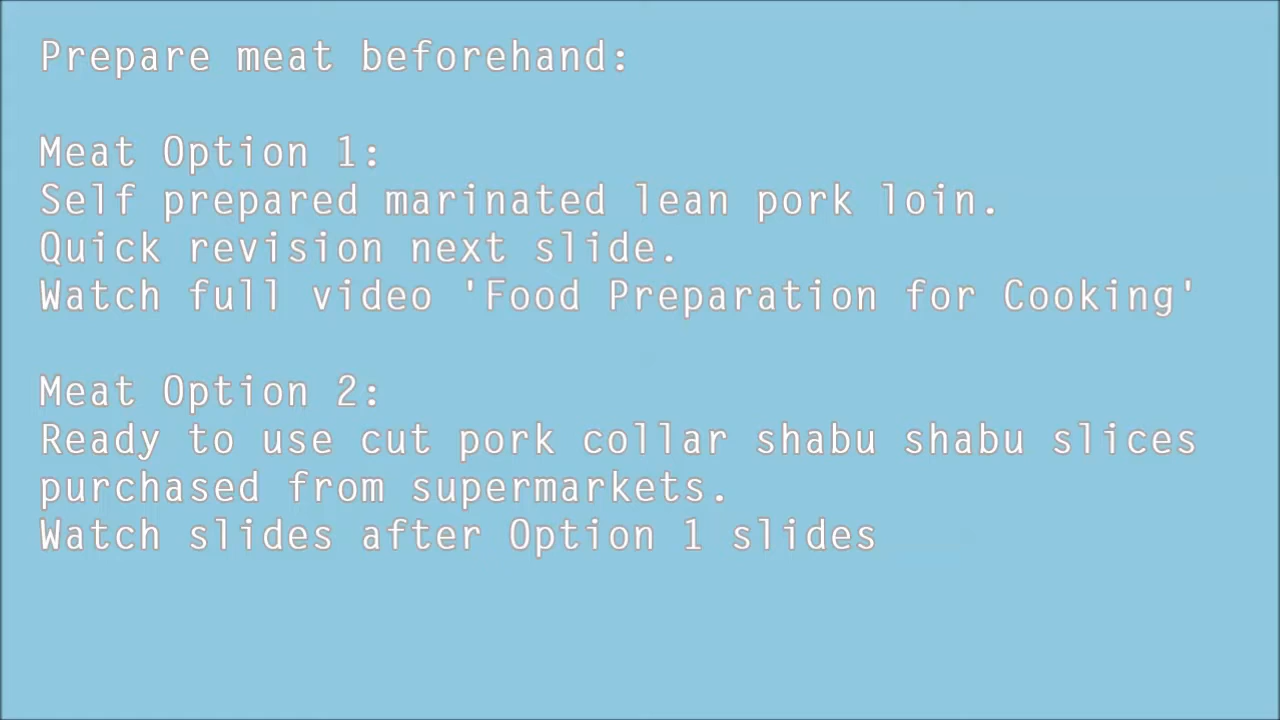 Prepare meat beforehand:
Meat Option 1:
Self prepared marinated lean pork loin.
Quick revision next slide.
Watch full video 'Food Preparation for Cooking'
Meat Option 2:
Ready to use cut pork collar shabu shabu slices
purchased from supermarkets.
Watch slides after Option 1 slides